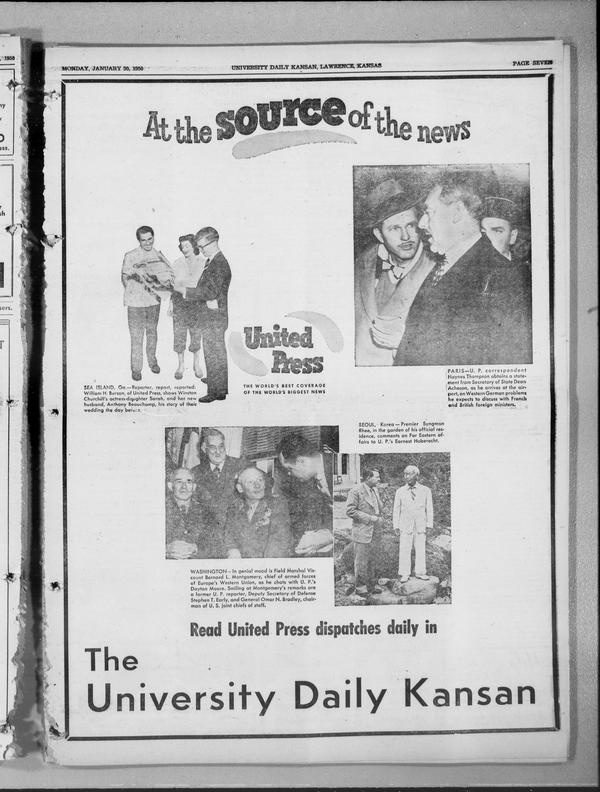 , 1950
MONDAY, JANUARY 30, 1950
UNIVERSITY DAILY KANSAN, LAWRENCE, KANSAS
PAGE SEVEN
At the source of the news
United
Press
THE WORLD'S BEST COVERAGE
OF THE WORLD'S BIGGEST NEWS
SEA ISLAND, Ga.—Reporter, report, reported:
William H. Burson, of United Press, shows Winston
Churchill's actress-daughter Sarah, and her new
husband, Anthony Beauchamp, his story of their
wedding the day before.
PARIS—U. P. correspondent
Haynes Thompson obtains a state-
ment from Secretary of State Dean
Acheson, as he arrives at the air-
port, on Western German problems
he expects to discuss with French
and British foreign ministers.
SEOUL, Korea—Premier Syngman
Rhee, in the garden of his official res-
idence, comments on Far Eastern af-
fairs to U. P.'s Earnest Hoberecht.
WASHINGTON—In genial mood is Field Marshal Vis-
count Bernard L. Montgomery, chief of armed forces
of Europe's Western Union, as he chats with U. P.'s
Dayton Moore. Smiling at Montgomery's remarks are
a former U. P. reporter, Deputy Secretary of Defense
Stephen T. Early, and General Omar N. Bradley, chair-
man of U. S. joint chiefs of staff.
Read United Press dispatches daily in
The
University Daily Kansan